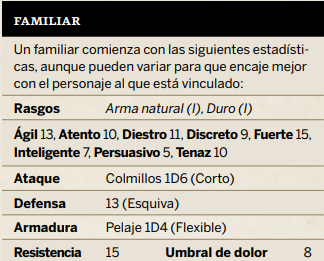 FAMILIAR
Un familiar comienza con las siguientes estadísti-
cas, aunque pueden variar para que encaje mejor
con el personaje al que está vinculado:
Rasgos Arma natural (I), Duro (I)
Ágil 13, Atento 10, Diestro 11, Discreto 9, Fuerte 15,
Inteligente 7, Persuasivo 5, Tenaz 10
Ataque Colmillos 1D6 (Corto)
Defensa 13 (Esquiva)
Armadura Pelaje 1D4 (Flexible)
Resistencia 15 Umbral de dolor 8